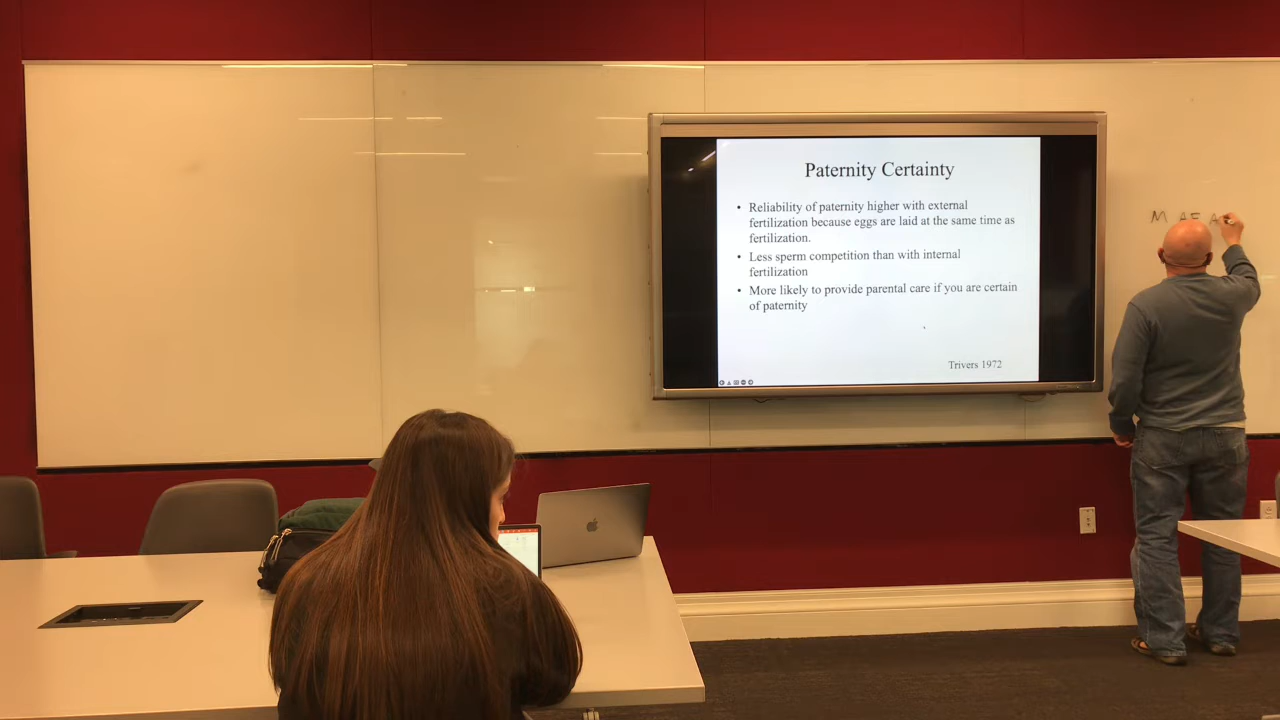 Paternity Certainty
• Reliability of paternity higher with external
fertilization because eggs are laid at the same time as
fertilization.
• Less sperm competition than with internal
fertilization
• More likely to provide parental care if you are certain
of paternity
Trivers 1972